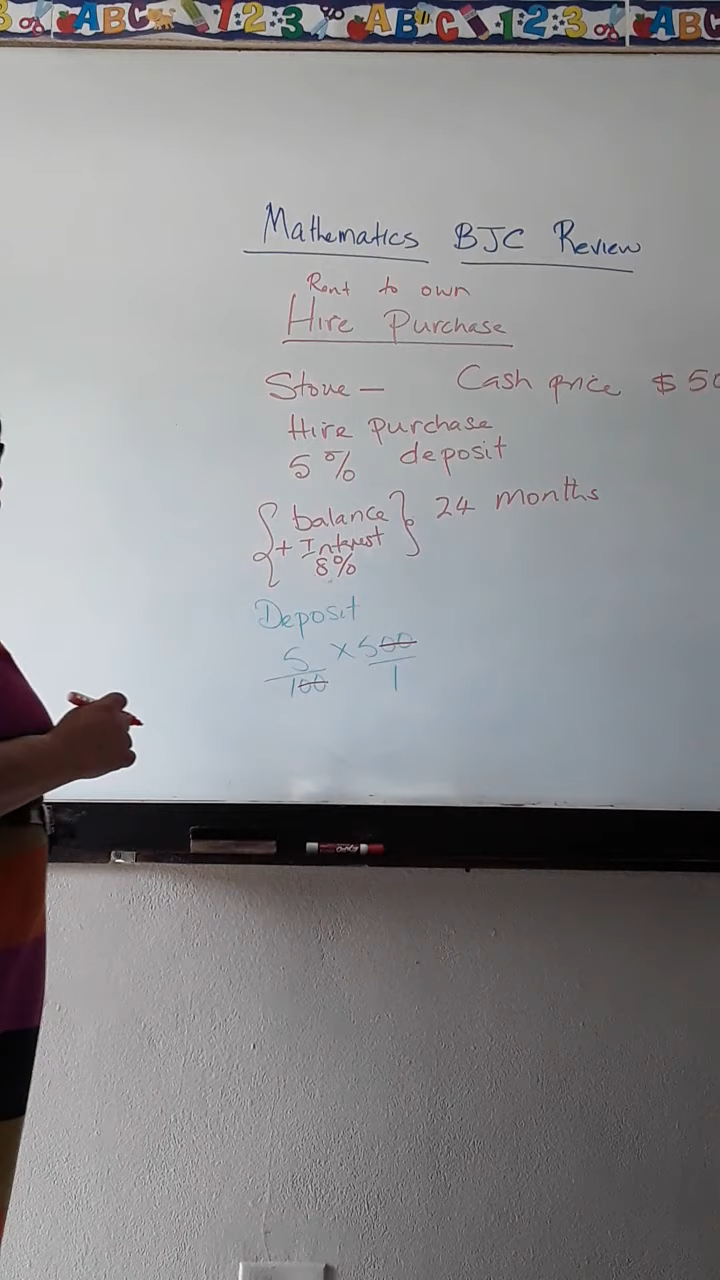 ABC 123 ABC 123 ABC
Mathematics BJC Review
Rent to own
Hire Purchase
Stove — Cash price $ 50
Hire purchase
5% deposit
{ balance } 24 months
+ Interest
8%
Deposit
5 × 500
100 1
EXPO